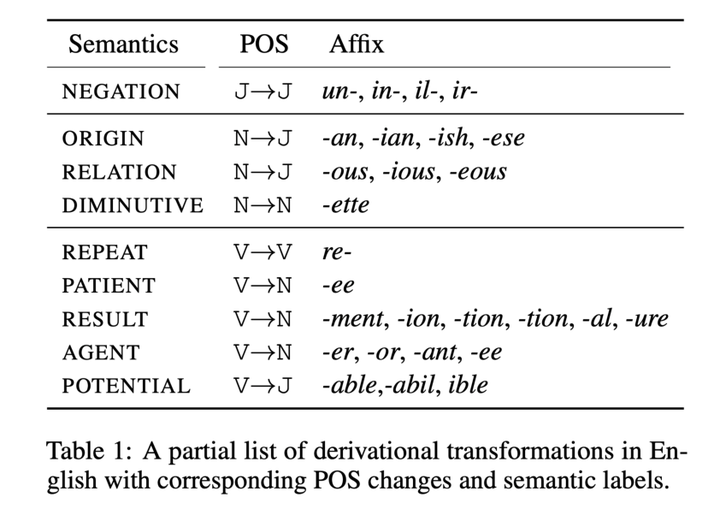 Semantics POS Affix
NEGATION J→J un-, in-, il-, ir-
ORIGIN N→J -an, -ian, -ish, -ese
RELATION N→J -ous, -ious, -eous
DIMINUTIVE N→N -ette
REPEAT V→V re-
PATIENT V→N -ee
RESULT V→N -ment, -ion, -tion, -tion, -al, -ure
AGENT V→N -er, -or, -ant, -ee
POTENTIAL V→J -able,-abil, ible
Table 1: A partial list of derivational transformations in En-
glish with corresponding POS changes and semantic labels.